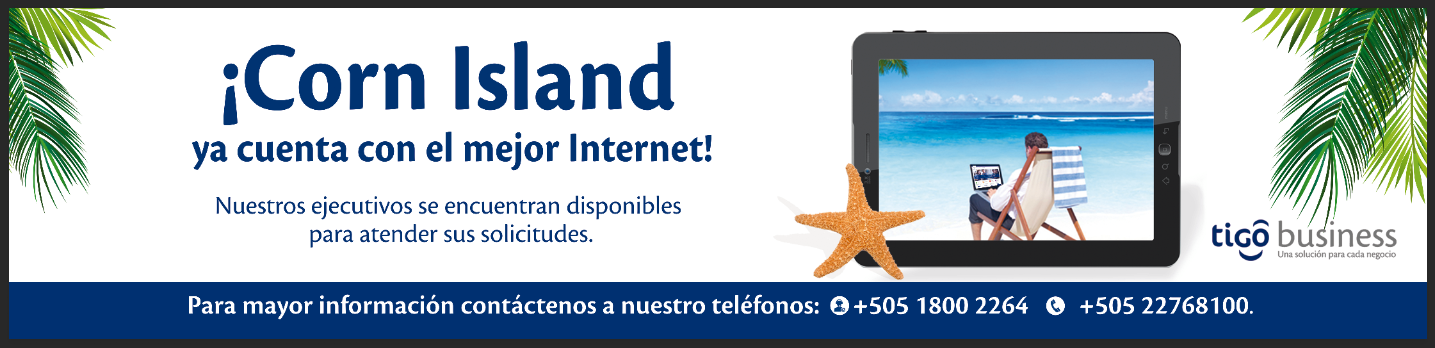 ¡Corn Island
ya cuenta con el mejor Internet!
Nuestros ejecutivos se encuentran disponibles
para atender sus solicitudes.
tigo business
Una solución para cada negocio
Para mayor información contáctenos a nuestro teléfonos: +505 1800 2264 +505 22768100.